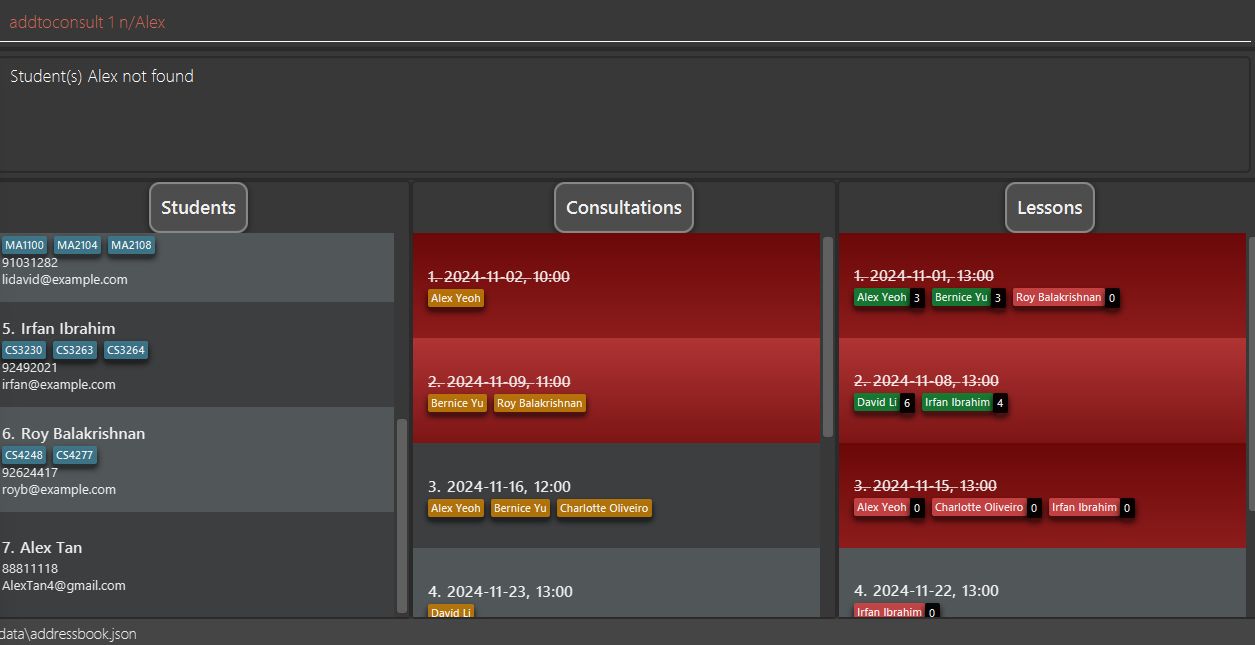 addtoconsult 1 n/Alex
Student(s) Alex not found
Students
MA1100 MA2104 MA2108
91031282
lidavid@example.com
5. Irfan Ibrahim
CS3230 CS3263 CS3264
92492021
irfan@example.com
6. Roy Balakrishnan
CS4248 CS4277
92624417
royb@example.com
7. Alex Tan
88811118
AlexTan4@gmail.com
Consultations
1. 2024-11-02, 10:00
Alex Yeoh
2. 2024-11-09, 11:00
Bernice Yu Roy Balakrishnan
3. 2024-11-16, 12:00
Alex Yeoh Bernice Yu Charlotte Oliveiro
4. 2024-11-23, 13:00
David Li
Lessons
1. 2024-11-01, 13:00
Alex Yeoh 3 Bernice Yu 3 Roy Balakrishnan 0
2. 2024-11-08, 13:00
David Li 6 Irfan Ibrahim 4
3. 2024-11-15, 13:00
Alex Yeoh 0 Charlotte Oliveiro 0 Irfan Ibrahim 0
4. 2024-11-22, 13:00
Irfan Ibrahim 0
data\addressbook.json